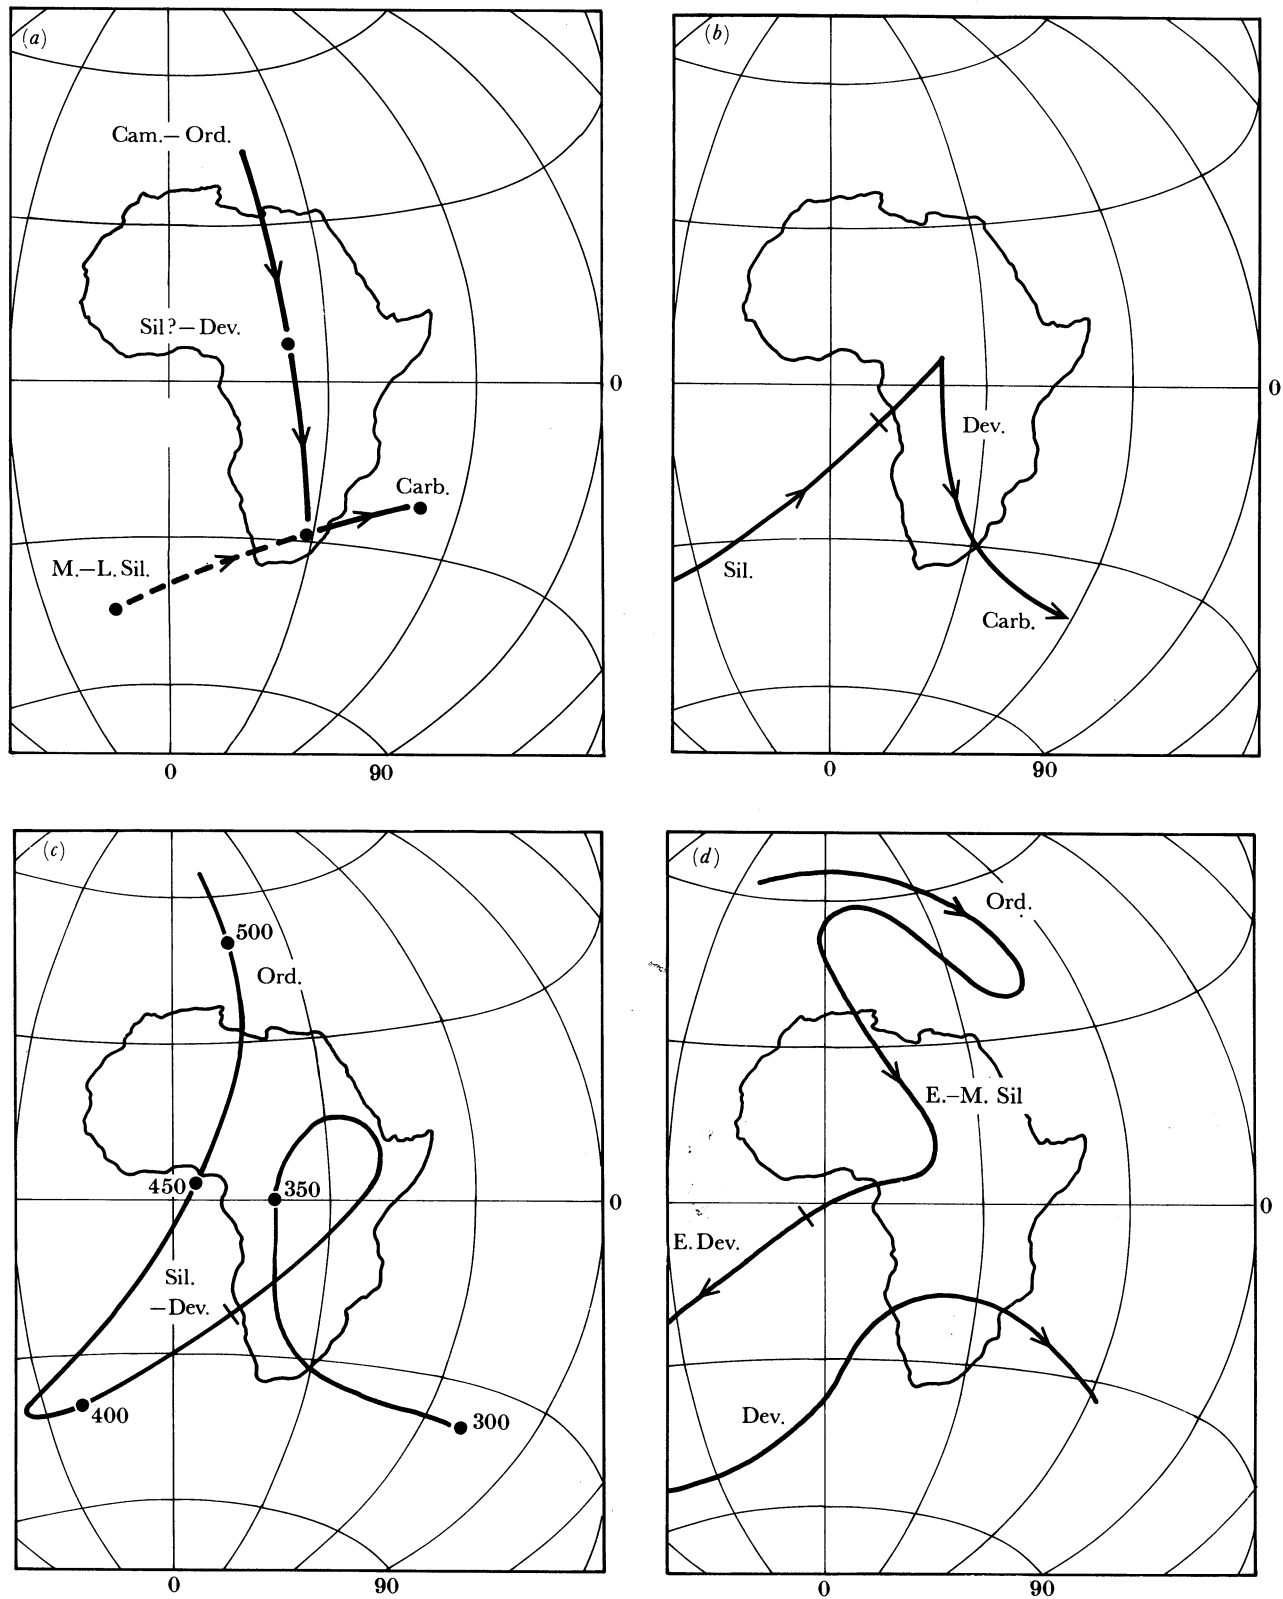 (a)
Cam.— Ord.
Sil?—Dev.
0
Carb.
M.—L. Sil.
0
90
(b)
0
Dev.
Sil.
Carb.
0
90
(c)
500
Ord.
450
350
0
Sil.
—Dev.
400
300
0
90
(d)
Ord.
E.—M. Sil
0
E. Dev.
Dev.
0
90